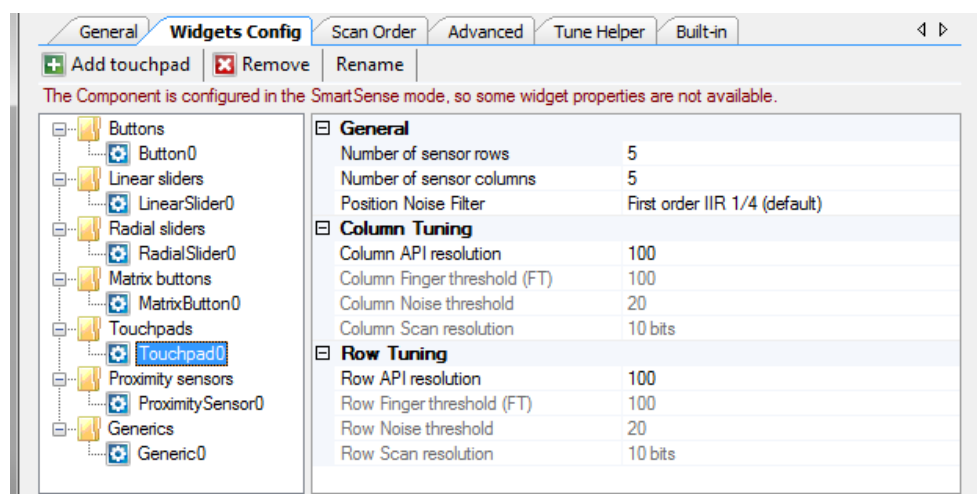 General Widgets Config Scan Order Advanced Tune Helper Built-in
Add touchpad Remove Rename
The Component is configured in the SmartSense mode, so some widget properties are not available.
Buttons
Button0
Linear sliders
LinearSlider0
Radial sliders
RadialSlider0
Matrix buttons
MatrixButton0
Touchpads
Touchpad0
Proximity sensors
ProximitySensor0
Generics
Generic0
General
Number of sensor rows 5
Number of sensor columns 5
Position Noise Filter First order IIR 1/4 (default)
Column Tuning
Column API resolution 100
Column Finger threshold (FT) 100
Column Noise threshold 20
Column Scan resolution 10 bits
Row Tuning
Row API resolution 100
Row Finger threshold (FT) 100
Row Noise threshold 20
Row Scan resolution 10 bits